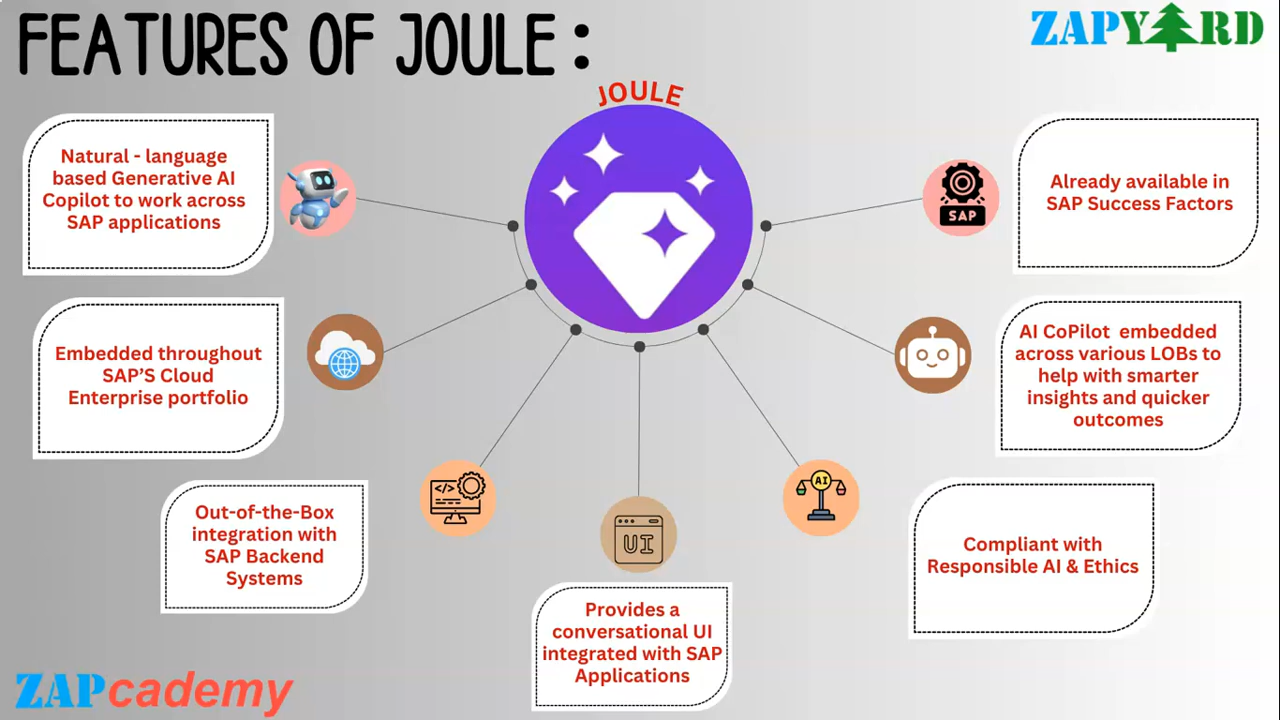 FEATURES OF JOULE :
ZAPYARD
JOULE
Natural - language
based Generative AI
Copilot to work across
SAP applications
SAP
Already available in
SAP Success Factors
Embedded throughout
SAP'S Cloud
Enterprise portfolio
AI CoPilot embedded
across various LOBs to
help with smarter
insights and quicker
outcomes
Out-of-the-Box
integration with
SAP Backend
Systems
</>
UI
AI
Provides a
conversational UI
integrated with SAP
Applications
Compliant with
Responsible AI & Ethics
ZAPcademy